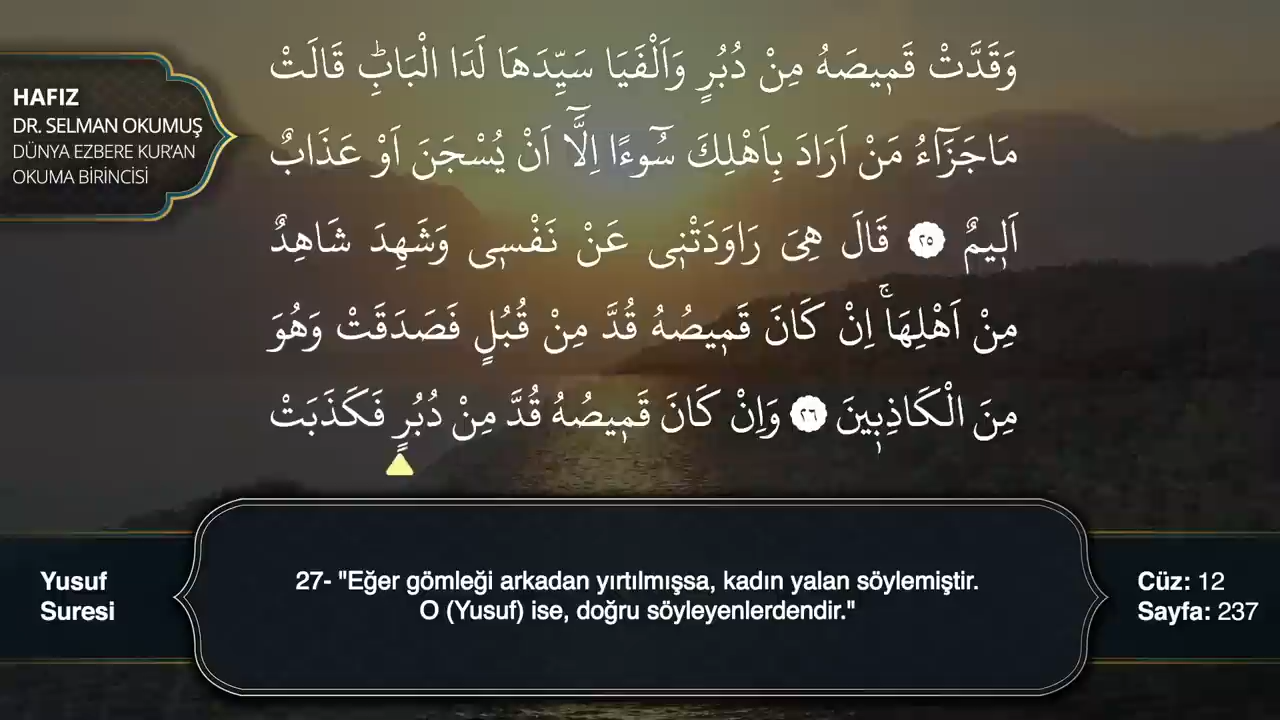 HAFIZ
DR. SELMAN OKUMUŞ
DÜNYA EZBERE KUR'AN
OKUMA BİRİNCİSİ
وَقَدَّتْ قَمٖيصَهُ مِنْ دُبُرٍ وَاَلْفَيَا سَيِّدَهَا لَدَا الْبَابِؕ قَالَتْ
مَاجَزَٓاءُ مَنْ اَرَادَ بِاَهْلِكَ سُٓوءًا اِلَّٓا اَنْ يُسْجَنَ اَوْ عَذَابٌ
اَلٖيمٌ ٢٥ قَالَ هِىَ رَاوَدَتْنٖى عَنْ نَفْسٖى وَشَهِدَ شَاهِدٌ
مِنْ اَهْلِهَاۚ اِنْ كَانَ قَمٖيصُهُ قُدَّ مِنْ قُبُلٍ فَصَدَقَتْ وَهُوَ
مِنَ الْكَاذِبٖينَ ٢٦ وَاِنْ كَانَ قَمٖيصُهُ قُدَّ مِنْ دُبُرٍ فَكَذَبَتْ
Yusuf
Suresi
27- "Eğer gömleği arkadan yırtılmışsa, kadın yalan söylemiştir.
O (Yusuf) ise, doğru söyleyenlerdendir."
Cüz: 12
Sayfa: 237